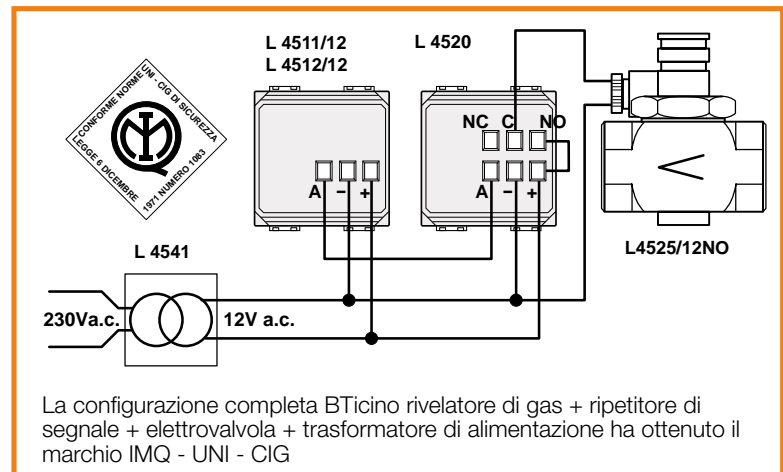 L 4511/12
L 4512/12
L 4520
CONFORME NORME
UNI - CIG DI SICUREZZA
LEGGE 6 DICEMBRE
1971 NUMERO 1083
IMQ
NC C NO
A – +
A – +
L4525/12NO
L 4541
230Va.c.
12V a.c.
La configurazione completa BTicino rivelatore di gas + ripetitore di
segnale + elettrovalvola + trasformatore di alimentazione ha ottenuto il
marchio IMQ - UNI - CIG